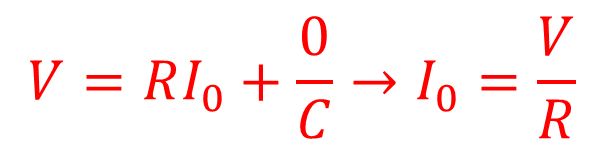 V = RI₀ + 0/C → I₀ = V/R